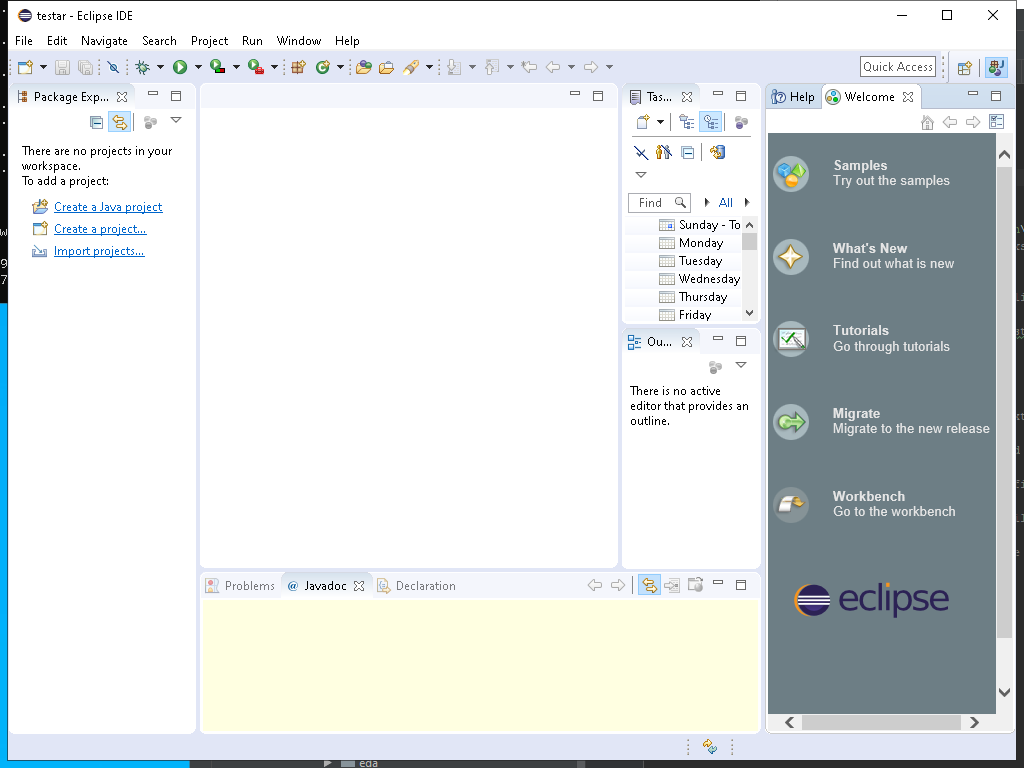 testar - Eclipse IDE
File Edit Navigate Search Project Run Window Help
Quick Access
Package Exp...
There are no projects in your
workspace.
To add a project:
Create a Java project
Create a project...
Import projects...
Tas...
Find
All
Sunday - To
Monday
Tuesday
Wednesday
Thursday
Friday
Ou...
There is no active
editor that provides an
outline.
Problems
@ Javadoc
Declaration
Help
Welcome
Samples
Try out the samples
What's New
Find out what is new
Tutorials
Go through tutorials
Migrate
Migrate to the new release
Workbench
Go to the workbench
eclipse
eda